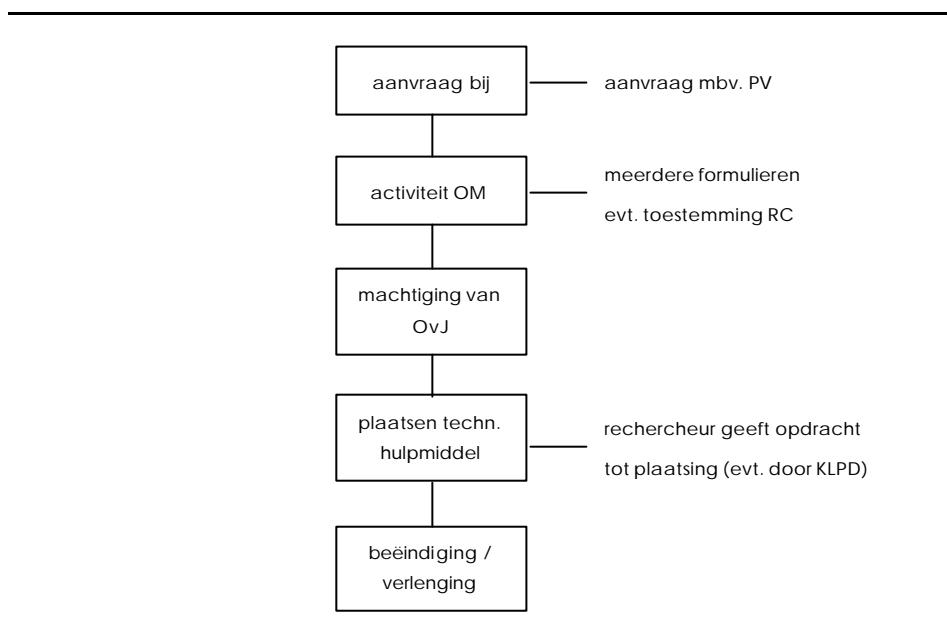 aanvraag bij
aanvraag mbv. PV
activiteit OM
meerdere formulieren
evt. toestemming RC
machtiging van
OvJ
plaatsen techn.
hulpmiddel
rechercheur geeft opdracht
tot plaatsing (evt. door KLPD)
beëindiging /
verlenging